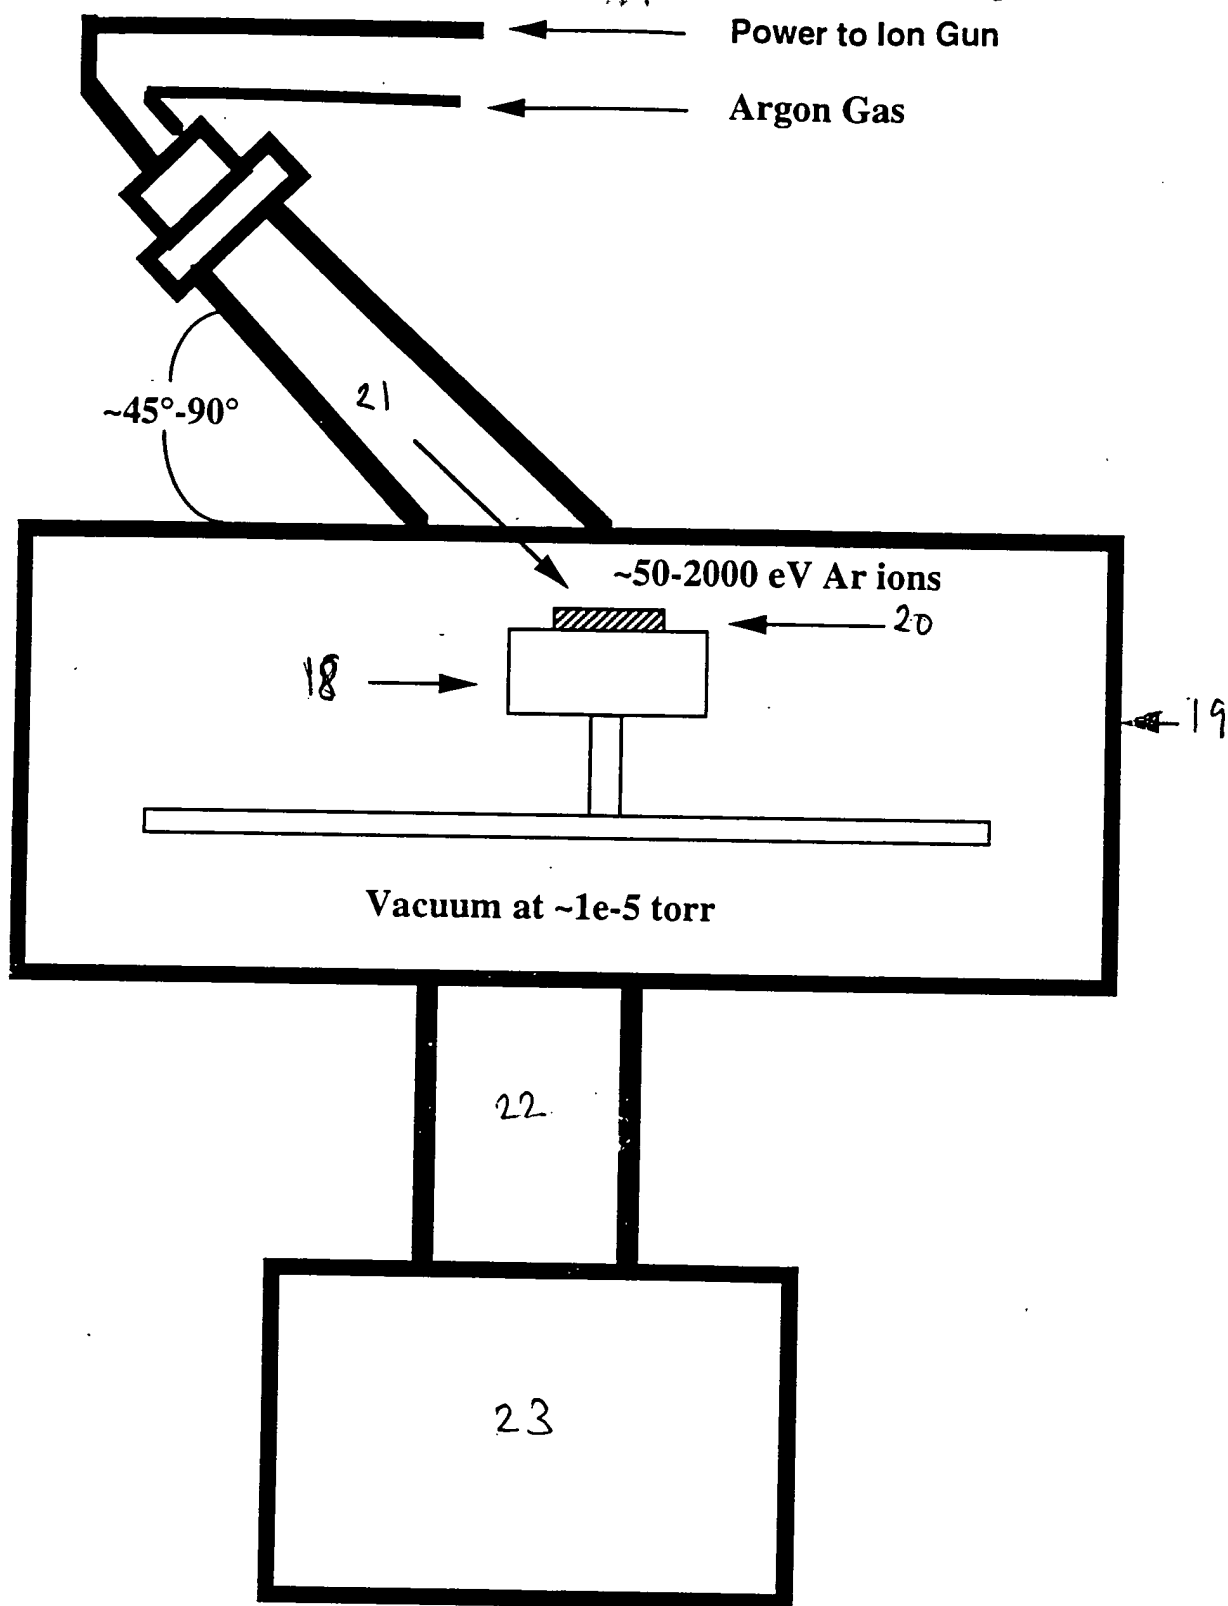 Power to Ion Gun
Argon Gas
21
~45°-90°
~50-2000 eV Ar ions
20
18
19
Vacuum at ~1e-5 torr
22
23